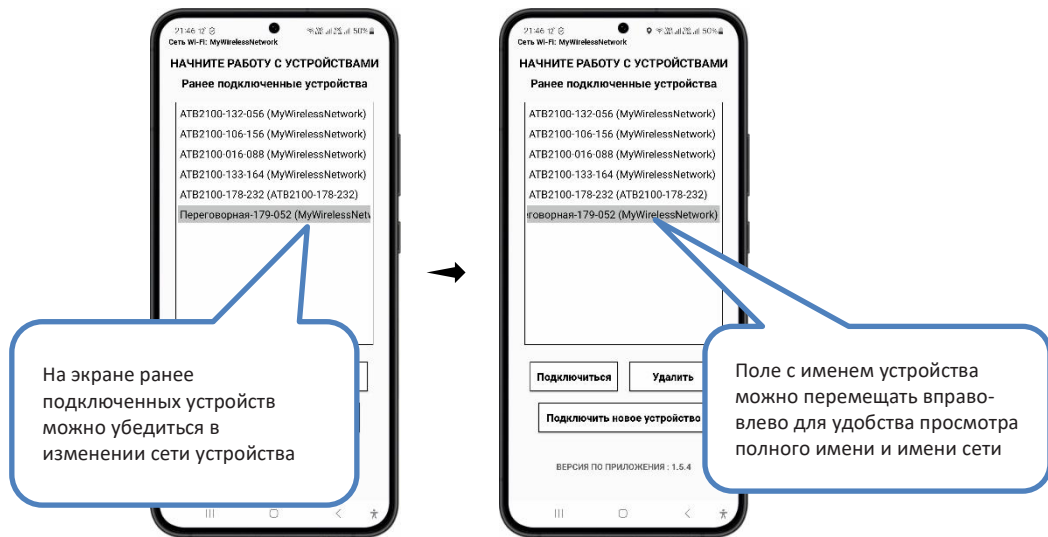 21:46
50%
Сеть Wi-Fi: MyWirelessNetwork
НАЧНИТЕ РАБОТУ С УСТРОЙСТВАМИ
Ранее подключенные устройства
ATB2100-132-056 (MyWirelessNetwork)
ATB2100-106-156 (MyWirelessNetwork)
ATB2100-016-088 (MyWirelessNetwork)
ATB2100-133-164 (MyWirelessNetwork)
ATB2100-178-232 (ATB2100-178-232)
Переговорная-179-052 (MyWirelessNetw
На экране ранее
подключенных устройств
можно убедиться в
изменении сети устройства
21:46
50%
Сеть Wi-Fi: MyWirelessNetwork
НАЧНИТЕ РАБОТУ С УСТРОЙСТВАМИ
Ранее подключенные устройства
ATB2100-132-056 (MyWirelessNetwork)
ATB2100-106-156 (MyWirelessNetwork)
ATB2100-016-088 (MyWirelessNetwork)
ATB2100-133-164 (MyWirelessNetwork)
ATB2100-178-232 (ATB2100-178-232)
говорная-179-052 (MyWirelessNetwork)
Подключиться
Удалить
Подключить новое устройство
ВЕРСИЯ ПО ПРИЛОЖЕНИЯ : 1.5.4
Поле с именем устройства
можно перемещать вправо-
влево для удобства просмотра
полного имени и имени сети